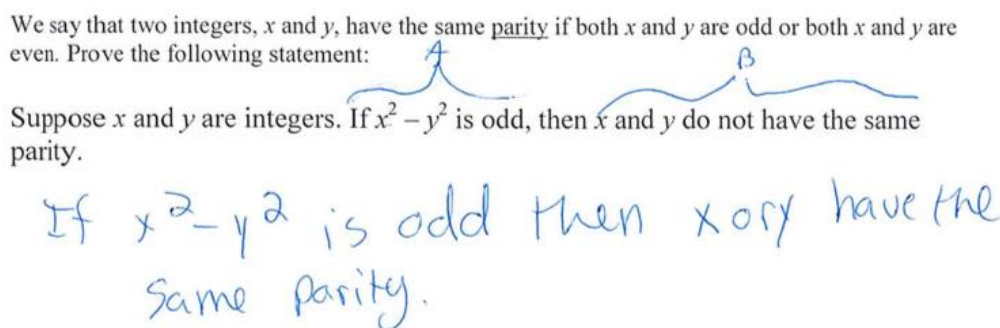 We say that two integers, x and y, have the same parity if both x and y are odd or both x and y are
even. Prove the following statement:
A B
Suppose x and y are integers. If x² – y² is odd, then x and y do not have the same
parity.
If x² - y² is odd then x or y have the
same parity.